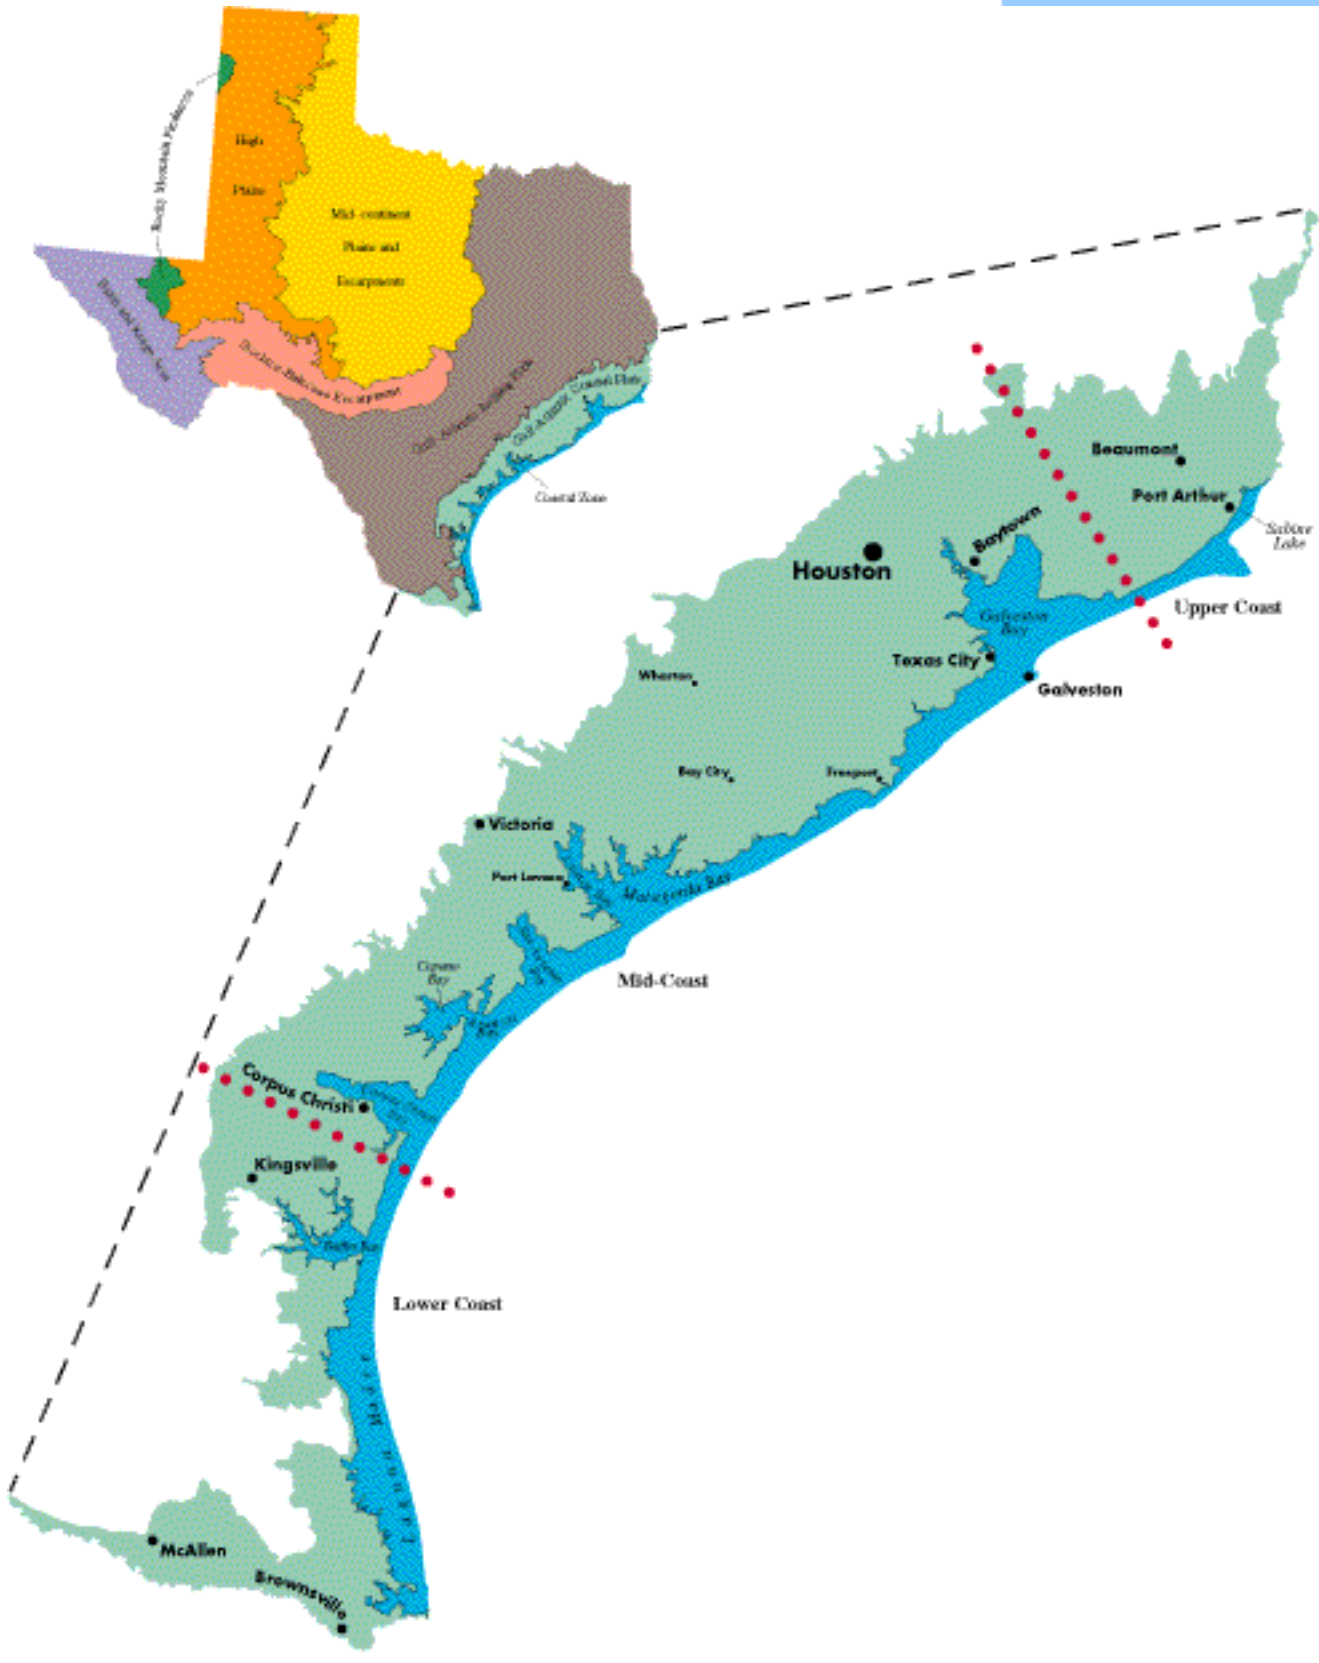 Rocky Mountain Piedmont
High
Plains
Mid-continent
Plains and
Escarpments
Basin and Range Area
Escarpment
Gulf-Atlantic Rolling Plain
Gulf-Atlantic Coastal Plain
Coastal Zone
Beaumont
Port Arthur
Sabine
Lake
Baytown
Houston
Galveston
Bay
Upper Coast
Texas City
Galveston
Wharton
Bay City
Freeport
Victoria
Port Lavaca
Matagorda Bay
Mid-Coast
Copano
Bay
Corpus Christi
Kingsville
Baffin Bay
Lower Coast
Laguna Madre
McAllen
Brownsville